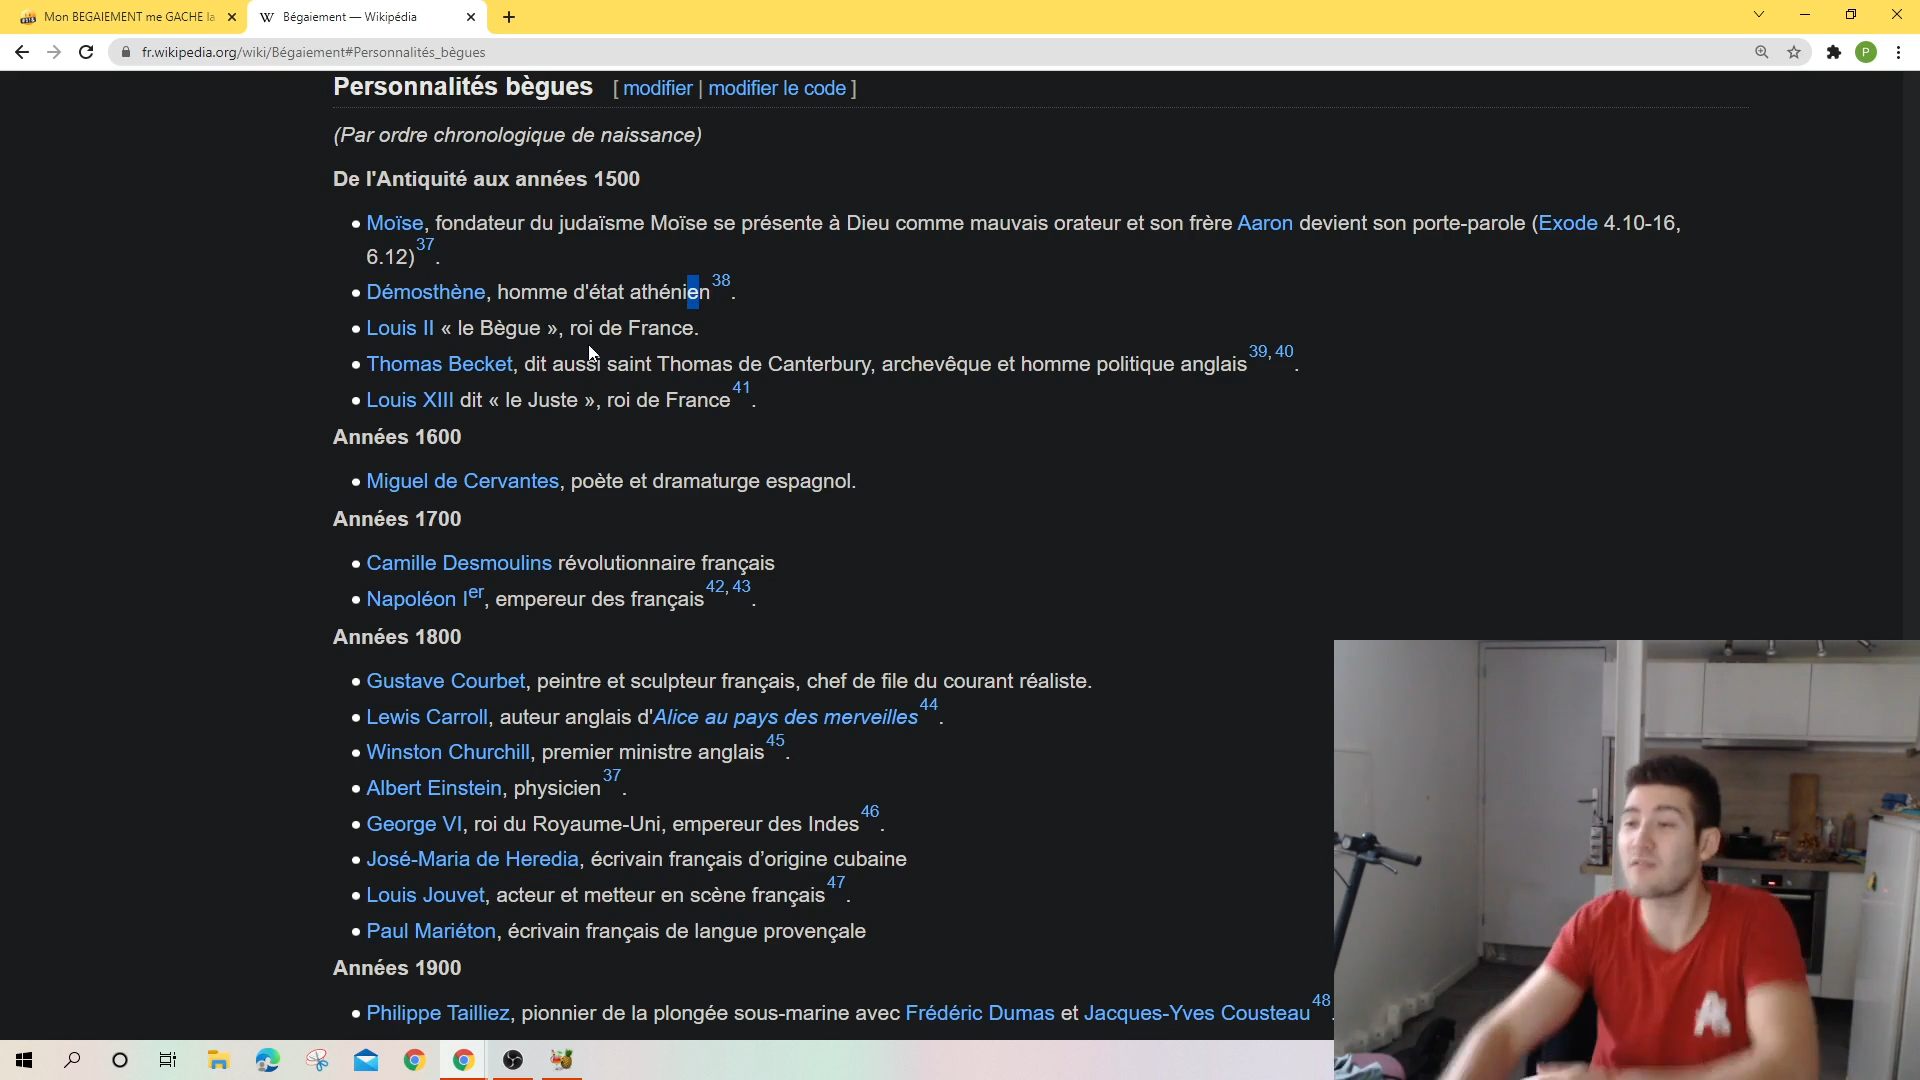 Mon BEGAIEMENT me GACHE la
Bégaiement — Wikipédia
fr.wikipedia.org/wiki/Bégaiement#Personnalités_bègues
P
Personnalités bègues [ modifier | modifier le code ]
(Par ordre chronologique de naissance)
De l'Antiquité aux années 1500
Moïse, fondateur du judaïsme Moïse se présente à Dieu comme mauvais orateur et son frère Aaron devient son porte-parole (Exode 4.10-16,
6.12)37.
Démosthène, homme d'état athénien38.
Louis II « le Bègue », roi de France.
Thomas Becket, dit aussi saint Thomas de Canterbury, archevêque et homme politique anglais39, 40.
Louis XIII dit « le Juste », roi de France41.
Années 1600
Miguel de Cervantes, poète et dramaturge espagnol.
Années 1700
Camille Desmoulins révolutionnaire français
Napoléon Ier, empereur des français42, 43.
Années 1800
Gustave Courbet, peintre et sculpteur français, chef de file du courant réaliste.
Lewis Carroll, auteur anglais d'Alice au pays des merveilles44.
Winston Churchill, premier ministre anglais45.
Albert Einstein, physicien37.
George VI, roi du Royaume-Uni, empereur des Indes46.
José-Maria de Heredia, écrivain français d’origine cubaine
Louis Jouvet, acteur et metteur en scène français47.
Paul Mariéton, écrivain français de langue provençale
Années 1900
Philippe Tailliez, pionnier de la plongée sous-marine avec Frédéric Dumas et Jacques-Yves Cousteau48.
A